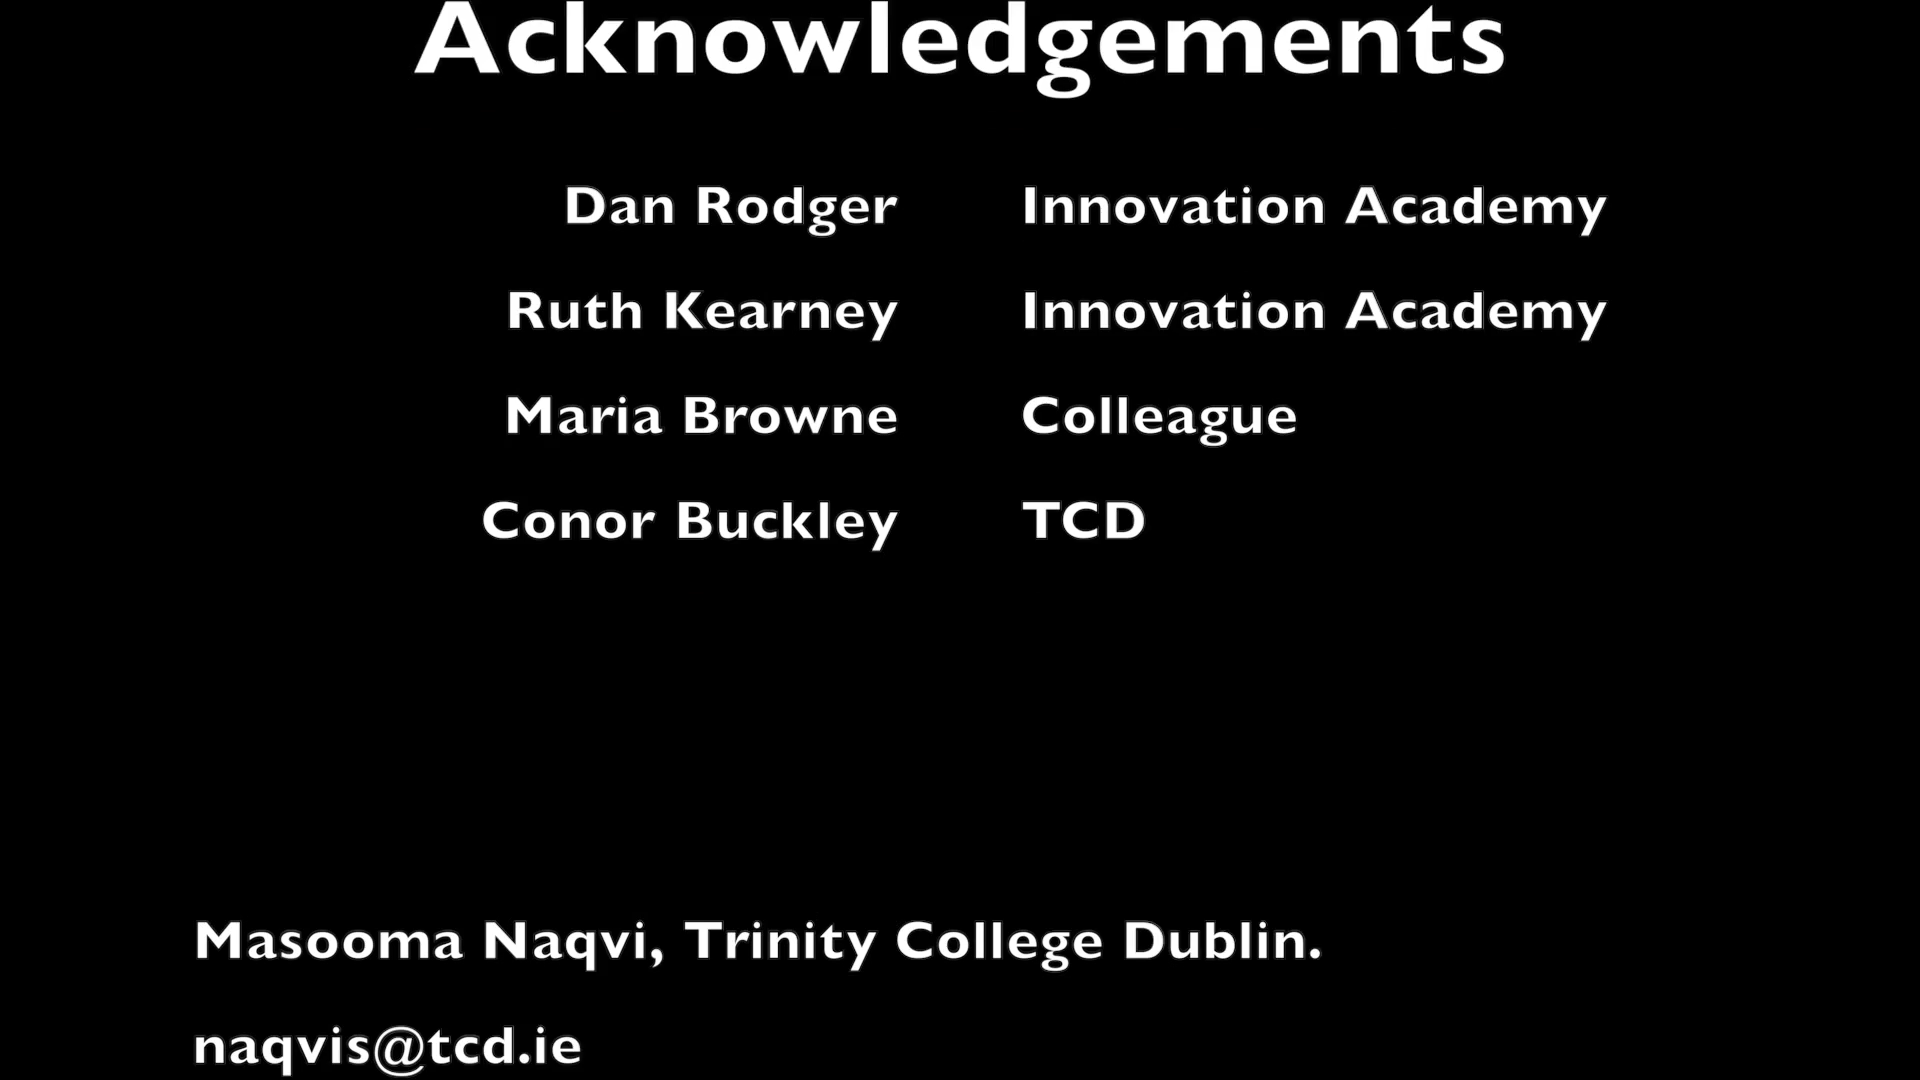 Acknowledgements
Dan Rodger Innovation Academy
Ruth Kearney Innovation Academy
Maria Browne Colleague
Conor Buckley TCD
Masooma Naqvi, Trinity College Dublin.
naqvis@tcd.ie